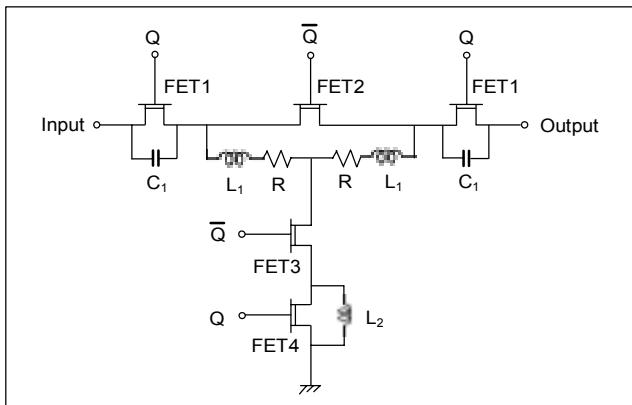 Q Q̅ Q
FET1 FET2 FET1
Input Output
C₁ L₁ R R L₁ C₁
Q̅
FET3
Q L₂
FET4